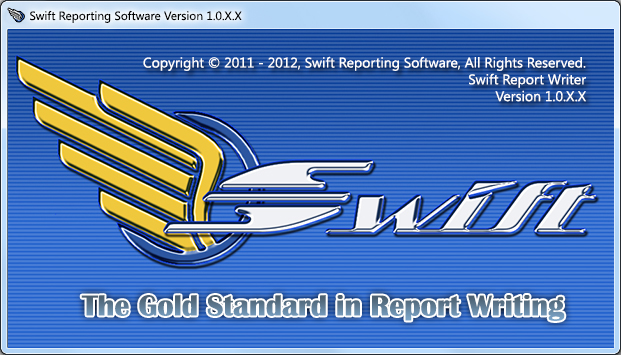 Swift Reporting Software Version 1.0.X.X
Copyright © 2011 - 2012, Swift Reporting Software, All Rights Reserved.
Swift Report Writer
Version 1.0.X.X
Swift
The Gold Standard in Report Writing